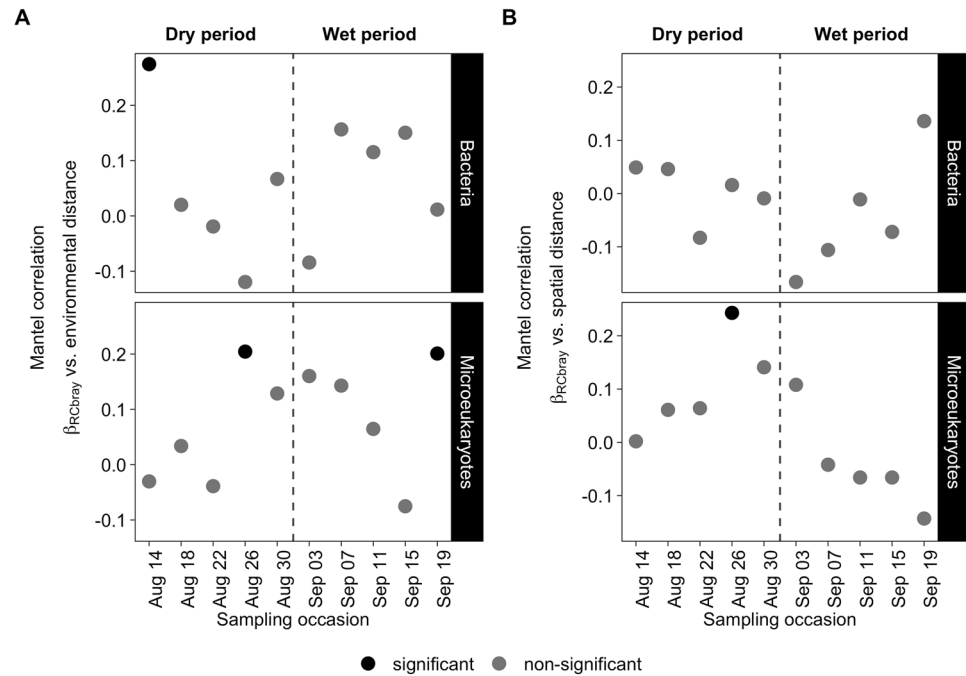 A
Dry period
Wet period
Mantel correlation
βRCbray vs. environmental distance
0.2
0.1
0.0
-0.1
Bacteria
0.2
0.1
0.0
-0.1
Microeukaryotes
Aug 14
Aug 18
Aug 22
Aug 26
Aug 30
Sep 03
Sep 07
Sep 11
Sep 15
Sep 19
Sampling occasion
B
Dry period
Wet period
Mantel correlation
βRCbray vs. spatial distance
0.2
0.1
0.0
-0.1
Bacteria
0.2
0.1
0.0
-0.1
Microeukaryotes
Aug 14
Aug 18
Aug 22
Aug 26
Aug 30
Sep 03
Sep 07
Sep 11
Sep 15
Sep 19
Sampling occasion
significant non-significant